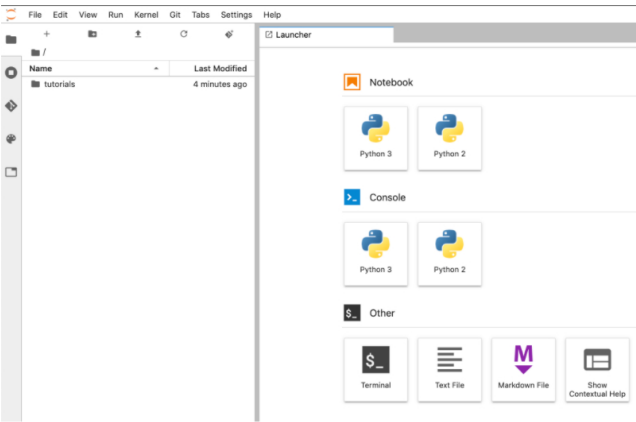 File Edit View Run Kernel Git Tabs Settings Help
Launcher
/
Name Last Modified
tutorials 4 minutes ago
Notebook
Python 3 Python 2
Console
Python 3 Python 2
$_ Other
$_ M
Terminal Text File Markdown File Show
Contextual Help